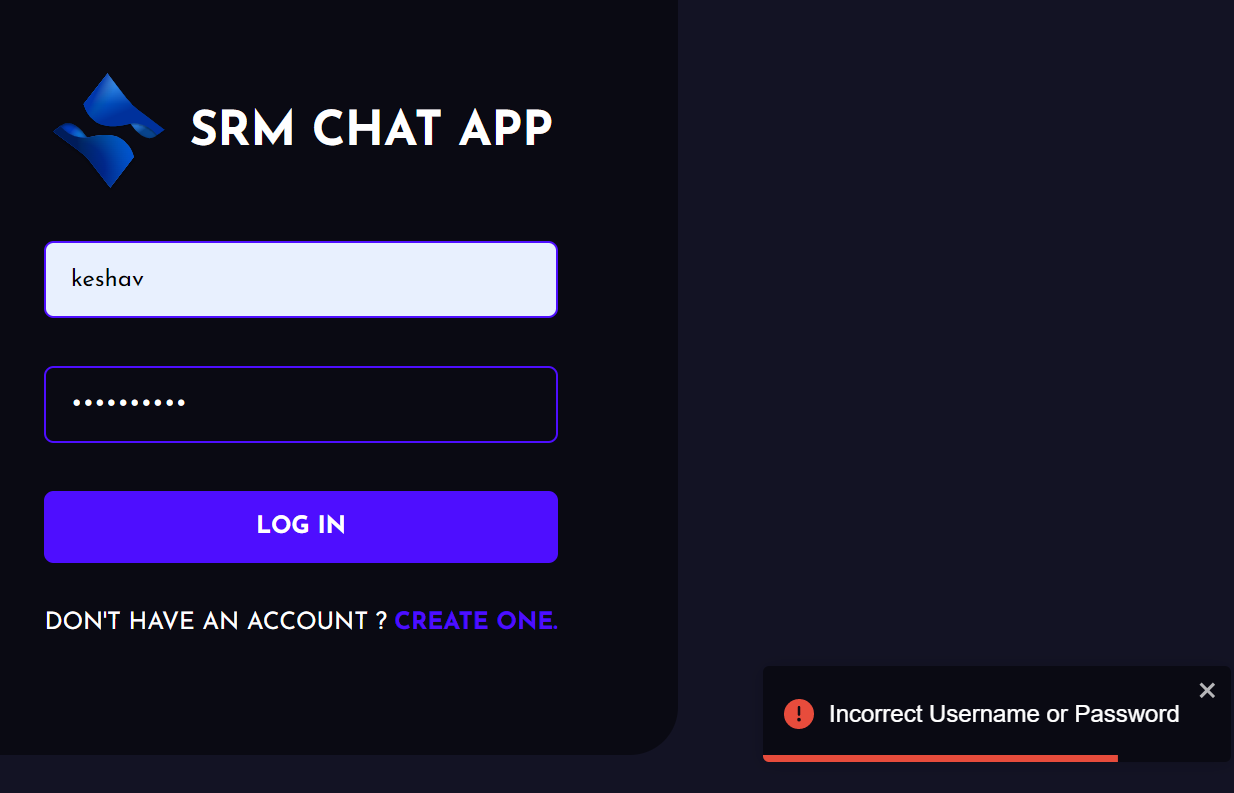 SRM CHAT APP
keshav
••••••••••
LOG IN
DON'T HAVE AN ACCOUNT ? CREATE ONE.
Incorrect Username or Password